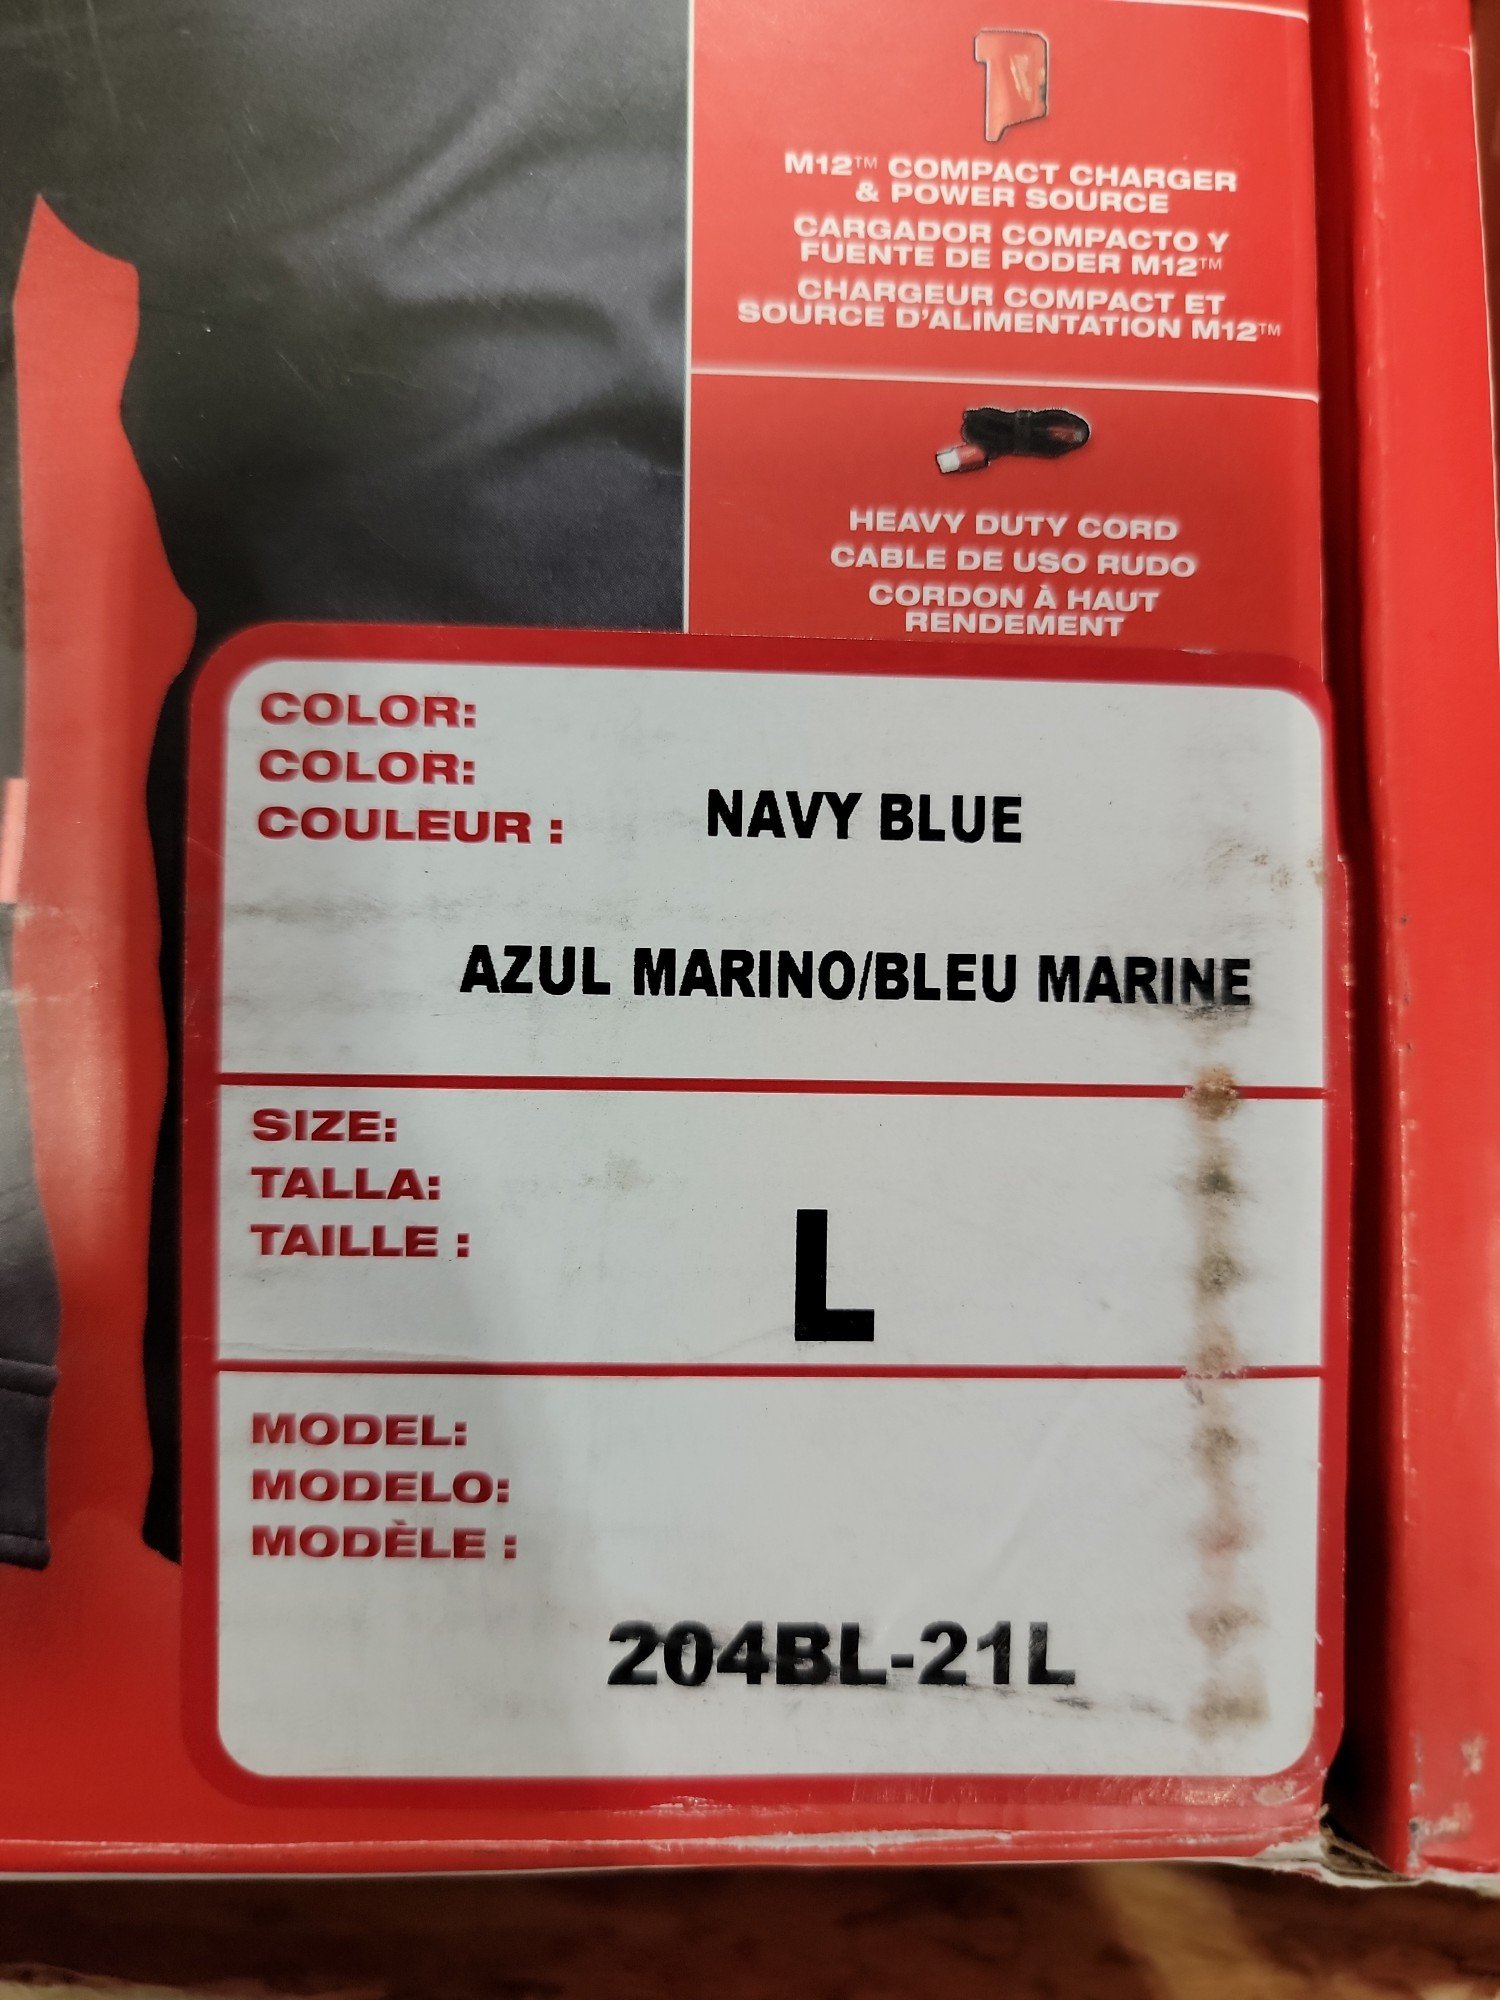 M12™ COMPACT CHARGER
& POWER SOURCE
CARGADOR COMPACTO Y
FUENTE DE PODER M12™
CHARGEUR COMPACT ET
SOURCE D'ALIMENTATION M12™
HEAVY DUTY CORD
CABLE DE USO RUDO
CORDON À HAUT
RENDEMENT
COLOR:
COLOR:
COULEUR :
NAVY BLUE
AZUL MARINO/BLEU MARINE
SIZE:
TALLA:
TAILLE :
L
MODEL:
MODELO:
MODÈLE :
204BL-21L